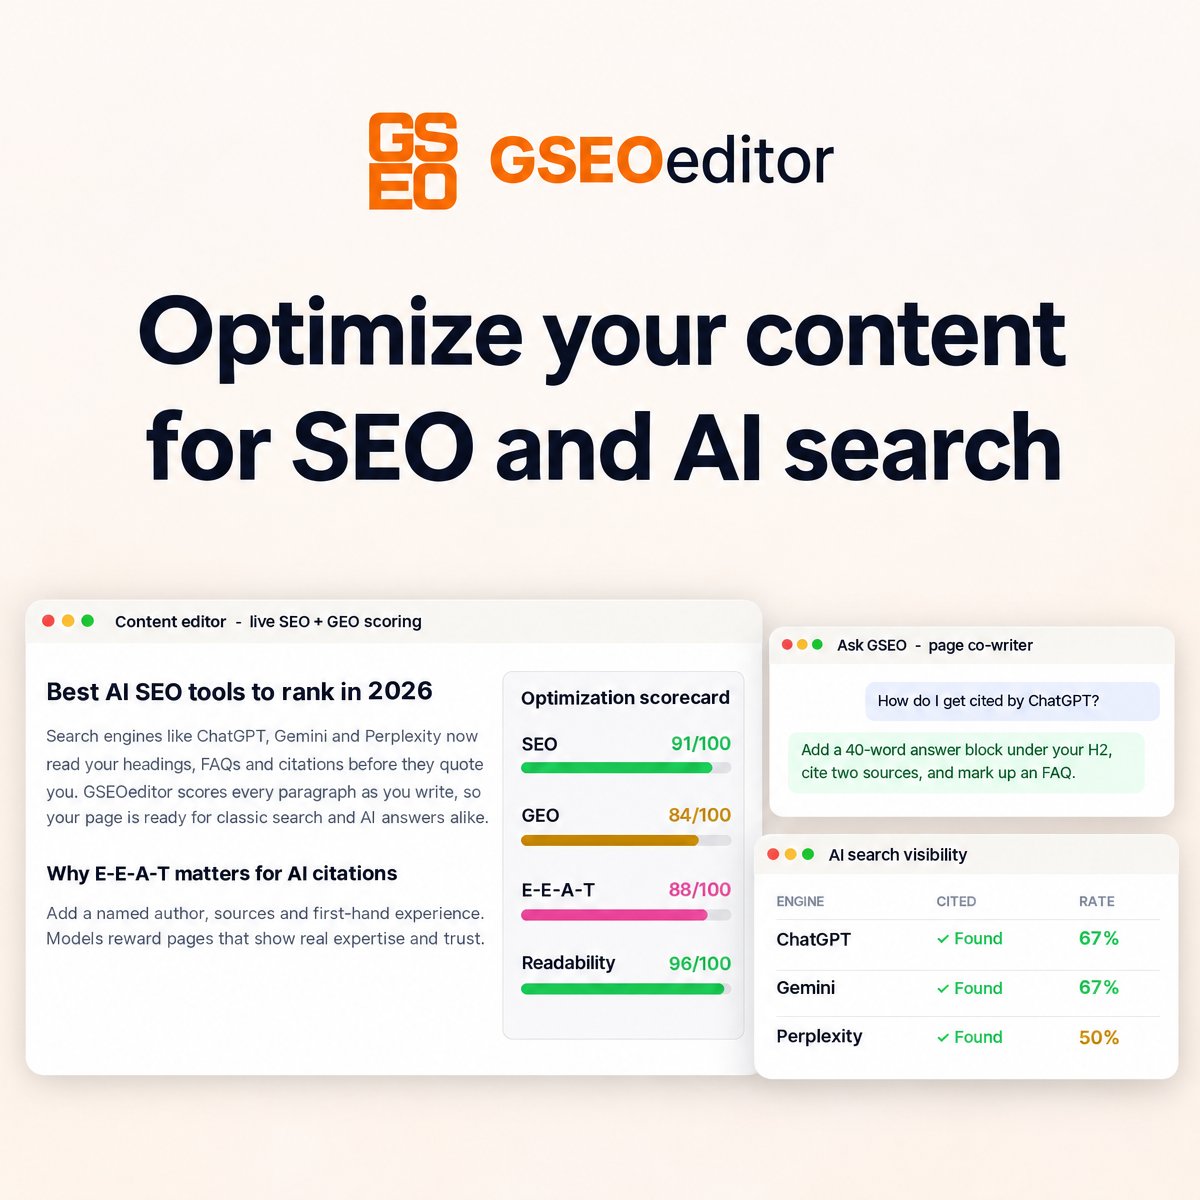 GS
EO
GSEOeditor
Optimize your content
for SEO and AI search
Content editor - live SEO + GEO scoring
Best AI SEO tools to rank in 2026
Search engines like ChatGPT, Gemini and Perplexity now
read your headings, FAQs and citations before they quote
you. GSEOeditor scores every paragraph as you write, so
your page is ready for classic search and AI answers alike.
Why E-E-A-T matters for AI citations
Add a named author, sources and first-hand experience.
Models reward pages that show real expertise and trust.
Optimization scorecard
SEO 91/100
GEO 84/100
E-E-A-T 88/100
Readability 96/100
Ask GSEO - page co-writer
How do I get cited by ChatGPT?
Add a 40-word answer block under your H2,
cite two sources, and mark up an FAQ.
AI search visibility
ENGINE CITED RATE
ChatGPT ✓ Found 67%
Gemini ✓ Found 67%
Perplexity ✓ Found 50%